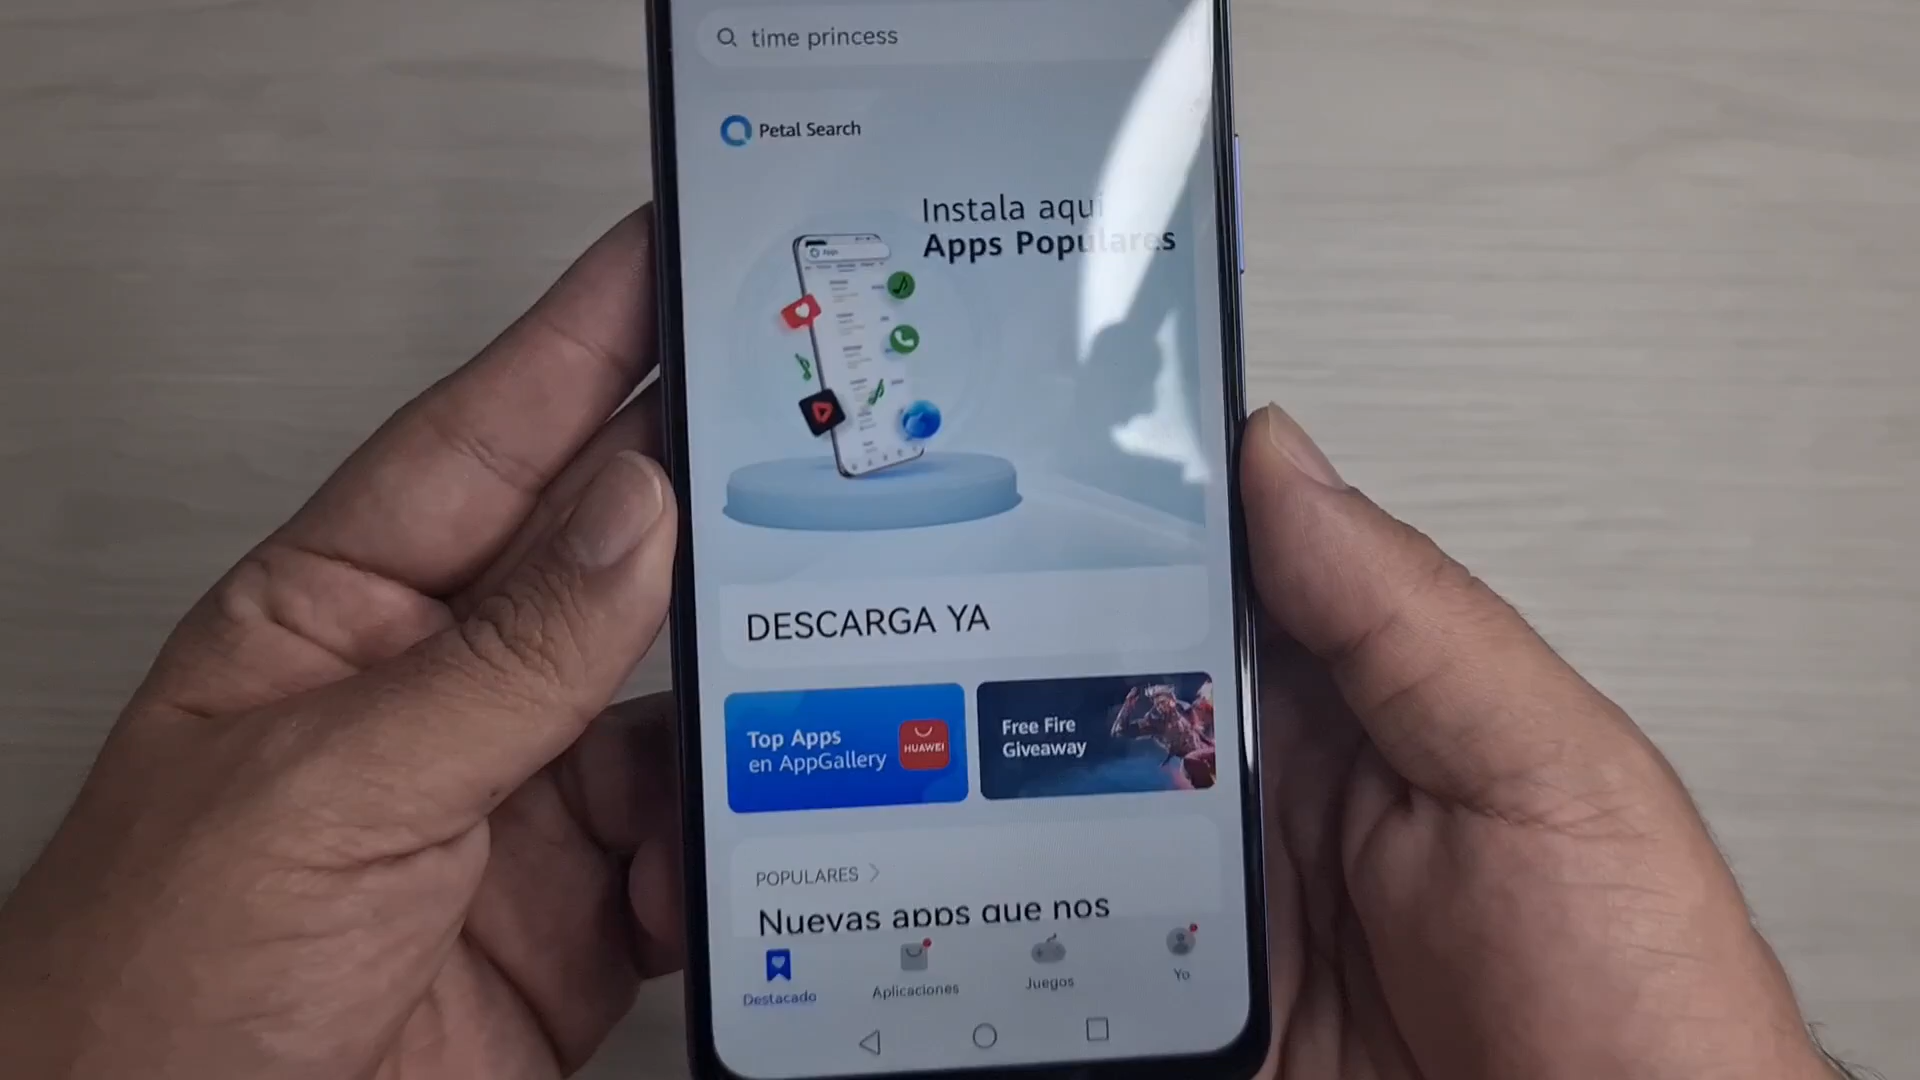 time princess
Petal Search
Instala aquí
Apps Populares
Apps
DESCARGA YA
Top Apps
en AppGallery
HUAWEI
Free Fire
Giveaway
POPULARES
Nuevas apps que nos
Destacado
Aplicaciones
Juegos
Yo